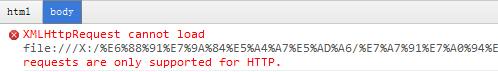 html body
XMLHttpRequest cannot load
file:///X:/%E6%88%91%E7%9A%84%E5%A4%A7%E5%AD%A6/%E7%A7%91%E7%A0%94%E5%
requests are only supported for HTTP.